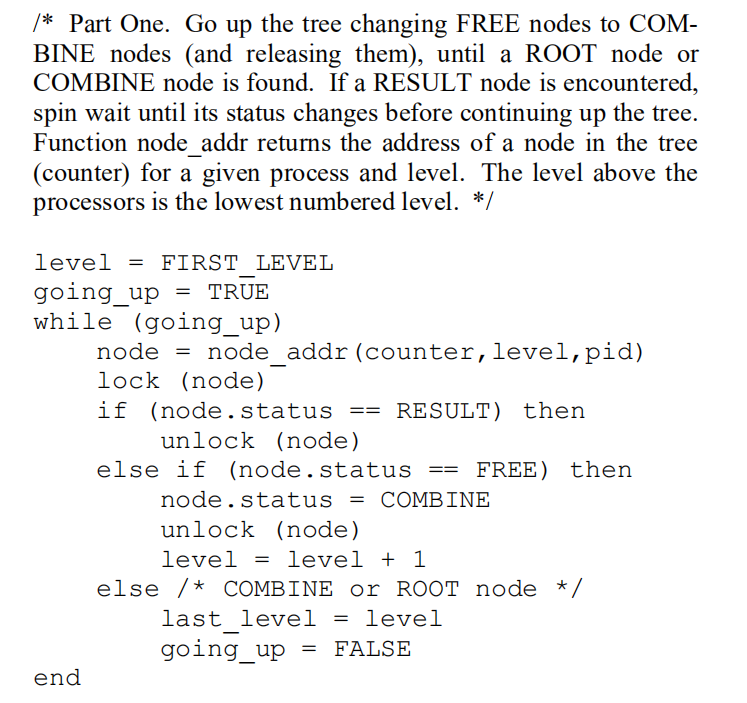 /* Part One. Go up the tree changing FREE nodes to COM-
BINE nodes (and releasing them), until a ROOT node or
COMBINE node is found. If a RESULT node is encountered,
spin wait until its status changes before continuing up the tree.
Function node_addr returns the address of a node in the tree
(counter) for a given process and level. The level above the
processors is the lowest numbered level. */
level = FIRST_LEVEL
going_up = TRUE
while (going_up)
    node = node_addr(counter,level,pid)
    lock (node)
    if (node.status == RESULT) then
        unlock (node)
    else if (node.status == FREE) then
        node.status = COMBINE
        unlock (node)
        level = level + 1
    else /* COMBINE or ROOT node */
        last_level = level
        going_up = FALSE
end